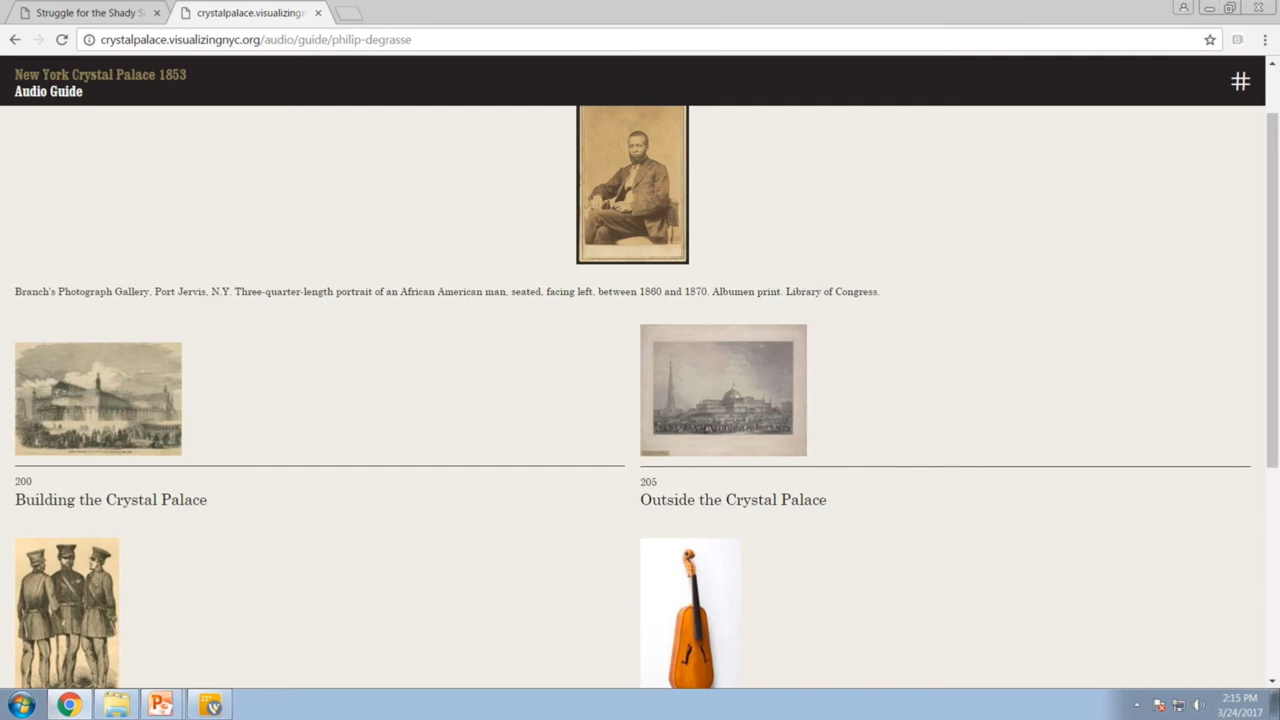 Struggle for the Shady S
crystalpalace.visualizingn
crystalpalace.visualizingnyc.org/audio/guide/philip-degrasse
New York Crystal Palace 1853
Audio Guide
Branch's Photograph Gallery, Port Jervis, N.Y. Three-quarter-length portrait of an African American man, seated, facing left, between 1860 and 1870. Albumen print. Library of Congress.
200
Building the Crystal Palace
205
Outside the Crystal Palace
2:15 PM
3/24/2017